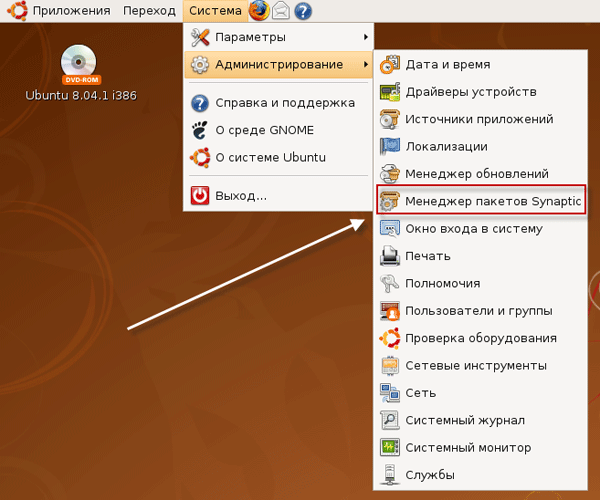 Приложения Переход Система
DVD-ROM
Ubuntu 8.04.1 i386
Параметры
Администрирование
Справка и поддержка
О среде GNOME
О системе Ubuntu
Выход...
Дата и время
Драйверы устройств
Источники приложений
Локализации
Менеджер обновлений
Менеджер пакетов Synaptic
Окно входа в систему
Печать
Полномочия
Пользователи и группы
Проверка оборудования
Сетевые инструменты
Сеть
Системный журнал
Системный монитор
Службы